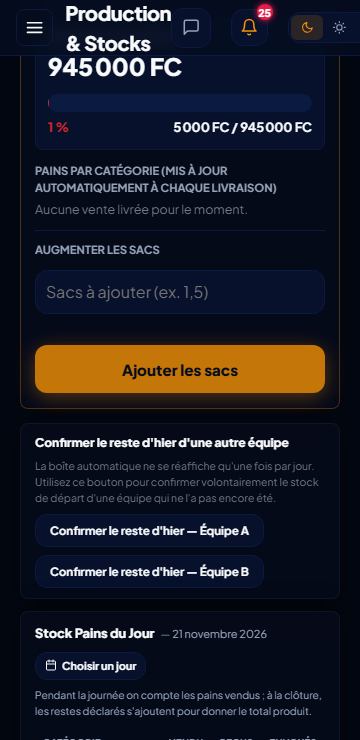 Production
& Stocks
25
945 000 FC
1 %
5 000 FC / 945 000 FC
PAINS PAR CATÉGORIE (MIS À JOUR
AUTOMATIQUEMENT À CHAQUE LIVRAISON)
Aucune vente livrée pour le moment.
AUGMENTER LES SACS
Sacs à ajouter (ex. 1,5)
Ajouter les sacs
Confirmer le reste d'hier d'une autre équipe
La boîte automatique ne se réaffiche qu'une fois par jour.
Utilisez ce bouton pour confirmer volontairement le stock
de départ d'une équipe qui ne l'a pas encore été.
Confirmer le reste d'hier — Équipe A
Confirmer le reste d'hier — Équipe B
Stock Pains du Jour — 21 novembre 2026
Choisir un jour
Pendant la journée on compte les pains vendus ; à la clôture,
les restes déclarés s'ajoutent pour donner le total produit.